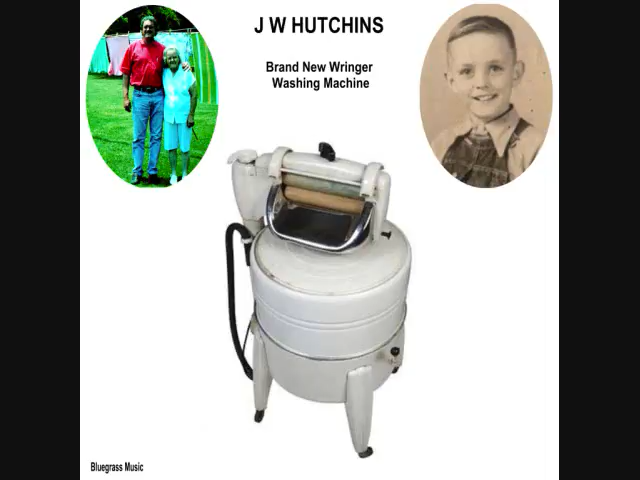 J W HUTCHINS
Brand New Wringer
Washing Machine
Bluegrass Music